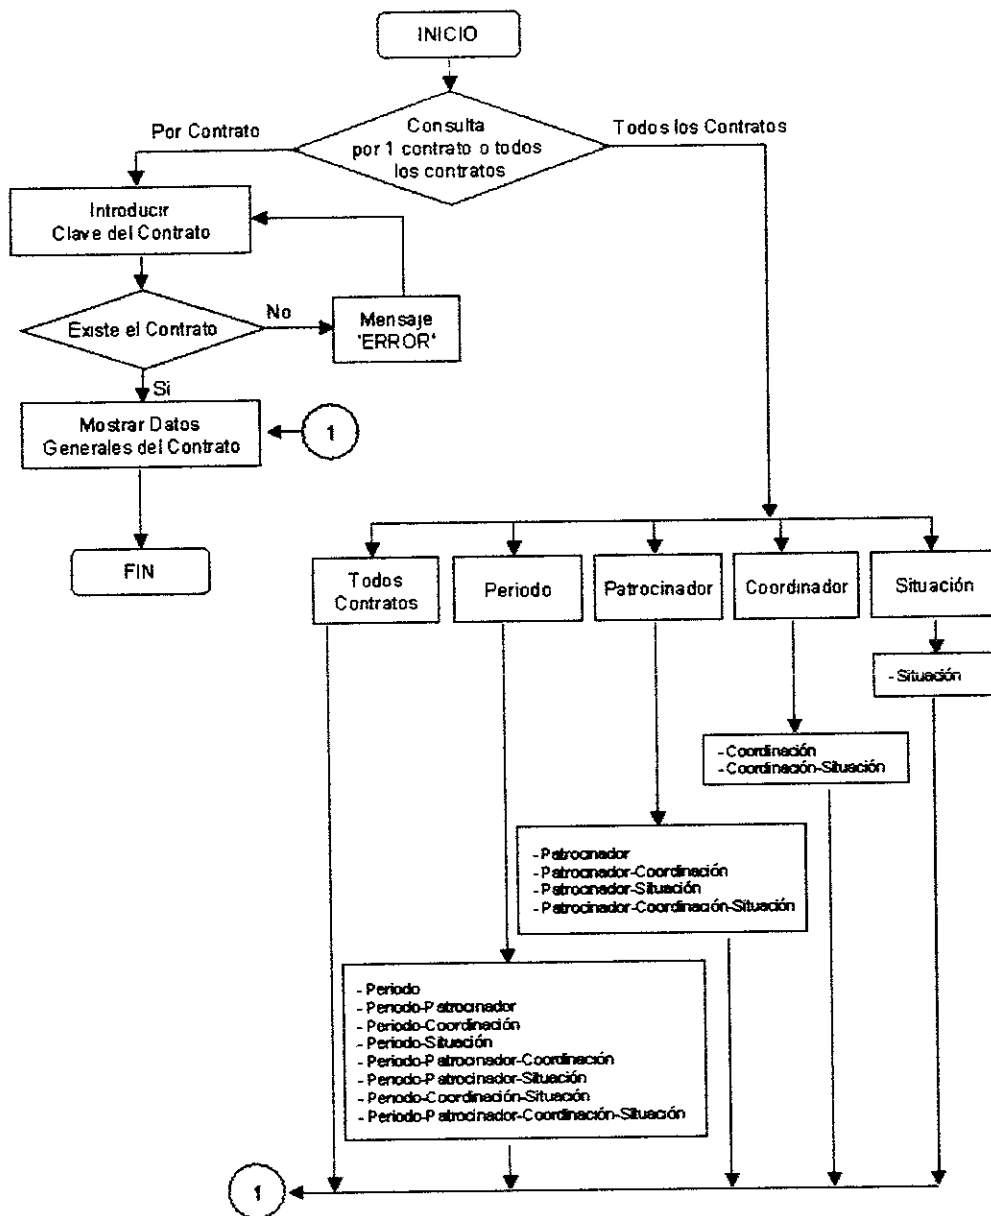 INICIO
Consulta
por 1 contrato o todos
los contratos
Por Contrato
Todos los Contratos
Introducir
Clave del Contrato
Existe el Contrato
No
Mensaje
'ERROR'
Si
Mostrar Datos
Generales del Contrato
1
FIN
Todos
Contratos
Periodo
Patrocinador
Coordinador
Situación
- Situación
- Coordinación
- Coordinación-Situación
- Patrocinador
- Patrocinador-Coordinación
- Patrocinador-Situación
- Patrocinador-Coordinación-Situación
- Periodo
- Periodo-Patrocinador
- Periodo-Coordinación
- Periodo-Situación
- Periodo-Patrocinador-Coordinación
- Periodo-Patrocinador-Situación
- Periodo-Coordinación-Situación
- Periodo-Patrocinador-Coordinación-Situación
1